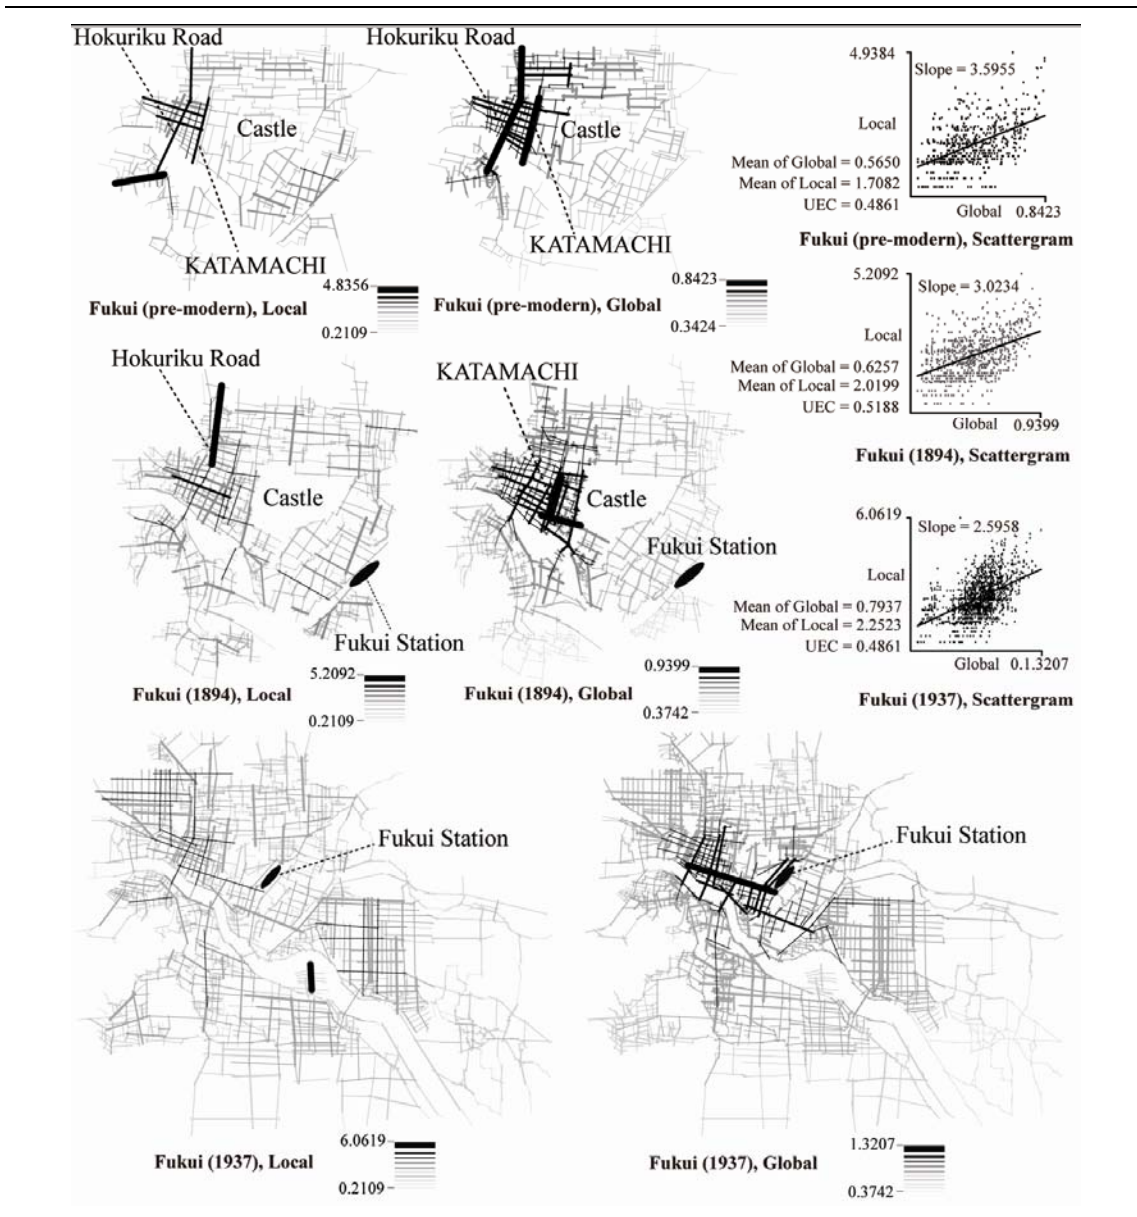 Hokuriku Road
Castle
KATAMACHI
4.8356
0.2109
Fukui (pre-modern), Local
Hokuriku Road
Castle
KATAMACHI
0.8423
0.3424
Fukui (pre-modern), Global
4.9384
Slope = 3.5955
Local
Mean of Global = 0.5650
Mean of Local = 1.7082
UEC = 0.4861
Global 0.8423
Fukui (pre-modern), Scattergram
5.2092
Slope = 3.0234
Local
Mean of Global = 0.6257
Mean of Local = 2.0199
UEC = 0.5188
Global 0.9399
Fukui (1894), Scattergram
Hokuriku Road
Castle
Fukui Station
5.2092
0.2109
Fukui (1894), Local
KATAMACHI
Castle
Fukui Station
0.9399
0.3742
Fukui (1894), Global
6.0619
Slope = 2.5958
Local
Mean of Global = 0.7937
Mean of Local = 2.2523
UEC = 0.4861
Global 0.1.3207
Fukui (1937), Scattergram
Fukui Station
6.0619
0.2109
Fukui (1937), Local
Fukui Station
1.3207
0.3742
Fukui (1937), Global